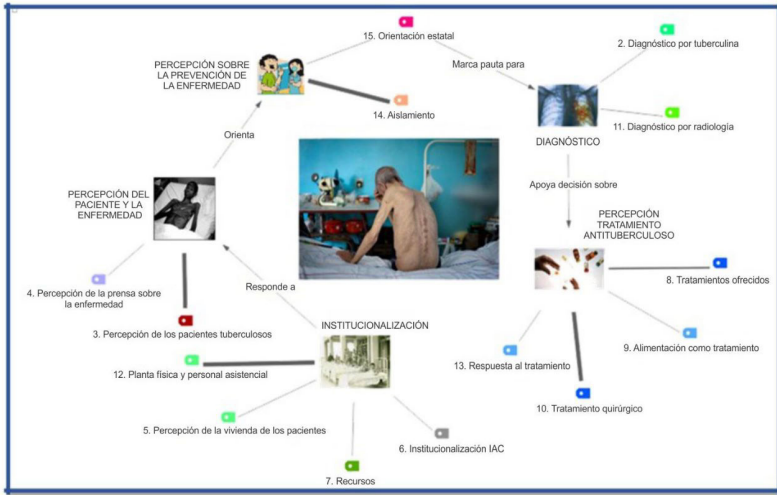 15. Orientación estatal
2. Diagnóstico por tuberculina
PERCEPCIÓN SOBRE
LA PREVENCIÓN DE
LA ENFERMEDAD
Marca pauta para
14. Aislamiento
11. Diagnóstico por radiología
Orienta
DIAGNÓSTICO
Apoya decisión sobre
PERCEPCIÓN DEL
PACIENTE Y LA
ENFERMEDAD
PERCEPCIÓN
TRATAMIENTO
ANTITUBERCULOSO
4. Percepción de la prensa sobre
la enfermedad
Responde a
8. Tratamientos ofrecidos
3. Percepción de los pacientes tuberculosos
INSTITUCIONALIZACIÓN
9. Alimentación como tratamiento
12. Planta física y personal asistencial
13. Respuesta al tratamiento
10. Tratamiento quirúrgico
5. Percepción de la vivienda de los pacientes
6. Institucionalización IAC
7. Recursos